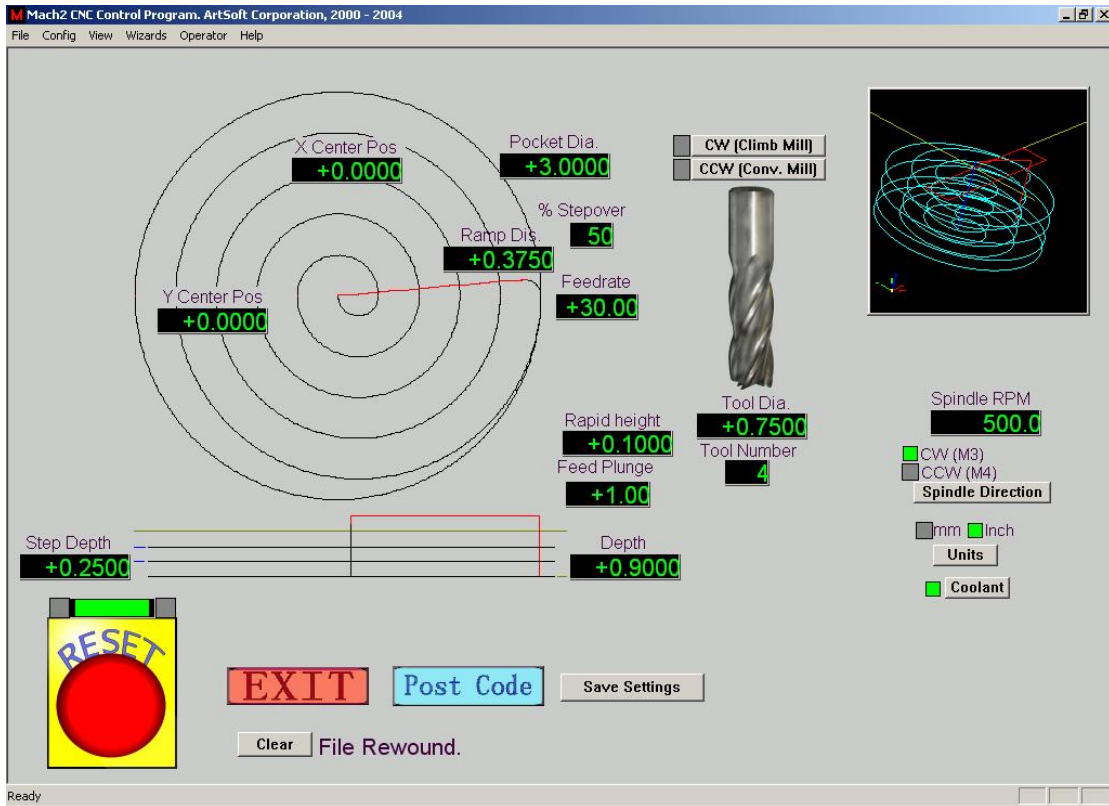 M Mach2 CNC Control Program. ArtSoft Corporation, 2000 - 2004
File Config View Wizards Operator Help
X Center Pos
+0.0000
Pocket Dia.
+3.0000
CW (Climb Mill)
CCW (Conv. Mill)
% Stepover
50
Ramp Dis.
+0.3750
Feedrate
+30.00
Y Center Pos
+0.0000
Tool Dia.
+0.7500
Spindle RPM
500.0
Rapid height
+0.1000
Tool Number
4
CW (M3)
CCW (M4)
Spindle Direction
Feed Plunge
+1.00
mm Inch
Units
Step Depth
+0.2500
Depth
+0.9000
Coolant
RESET
EXIT
Post Code
Save Settings
Clear
File Rewound.
Ready